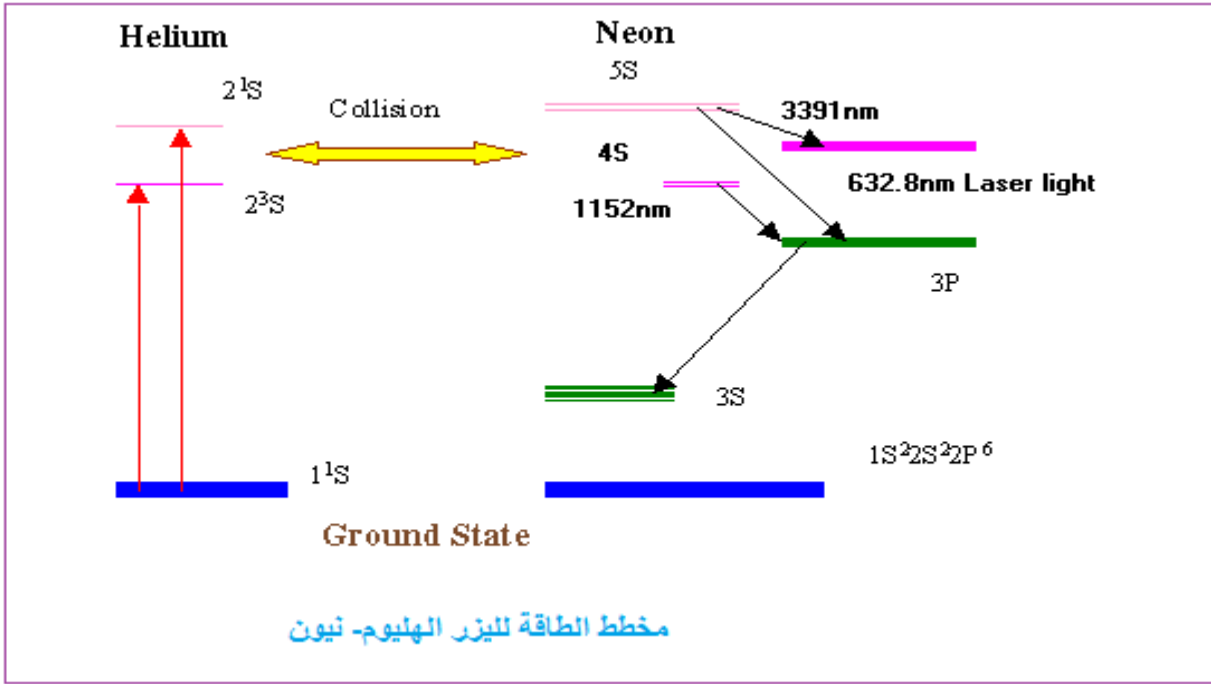 Helium
Neon
2¹S
5S
Collision
3391nm
4S
632.8nm Laser light
2³S
1152nm
3P
3S
1S²2S²2P⁶
1¹S
Ground State
مخطط الطاقة لليزر الهليوم- نيون